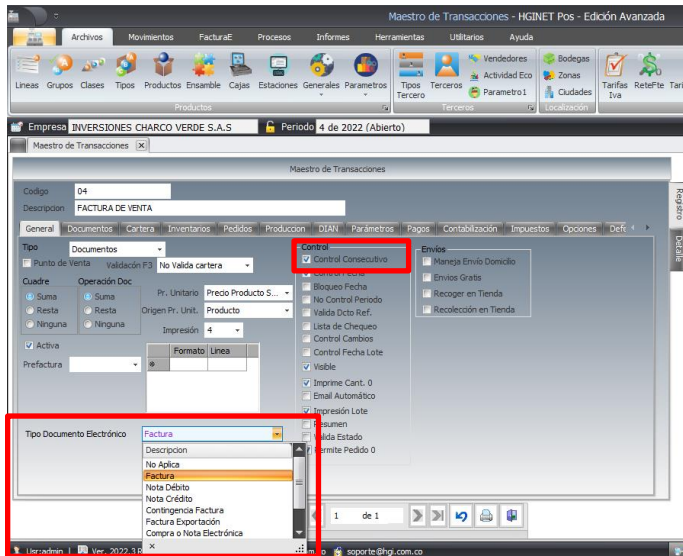 Maestro de Transacciones - HGINET Pos - Edición Avanzada
Archivos Movimientos FacturaE Procesos Informes Herramientas Utilitarios Ayuda
Lineas Grupos Clases Tipos Productos Ensamble Cajas Estaciones Generales Parametros
Tipos Tercero Terceros Vendedores Actividad Eco Parametro1
Bodegas Zonas Ciudades
Tarifas Iva ReteFte Tari
Productos Terceros Localización
Empresa INVERSIONES CHARCO VERDE S.A.S Periodo 4 de 2022 (Abierto)
Maestro de Transacciones
Maestro de Transacciones
Registro
Detalle
Codigo 04
Descripcion FACTURA DE VENTA
General Documentos Cartera Inventarios Pedidos Produccion DIAN Parámetros Pagos Contabilización Impuestos Opciones Defe
Tipo Documentos
Punto de Venta Validacón F3 No Valida cartera
Cuadre Operación Doc
Suma Suma Pr. Unitario Precio Producto S...
Resta Resta Origen Pr. Unit. Producto
Ninguna Ninguna Impresión 4
Activa
Formato Linea
Prefactura
Control
Control Consecutivo
Control Fecha
Bloqueo Fecha
No Control Periodo
Valida Dcto Ref.
Lista de Chequeo
Control Cambios
Control Fecha Lote
Visible
Imprime Cant. 0
Email Automático
Impresión Lote
Resumen
Valida Estado
Permite Pedido 0
Envíos
Maneja Envío Domicilio
Envios Gratis
Recoger en Tienda
Recolección en Tienda
Tipo Documento Electrónico Factura
Descripcion
No Aplica
Factura
Nota Débito
Nota Crédito
Contingencia Factura
Factura Exportación
Compra o Nota Electrónica
1 de 1
Usr:admin | Ver. 2022.3 soporte@hgi.com.co